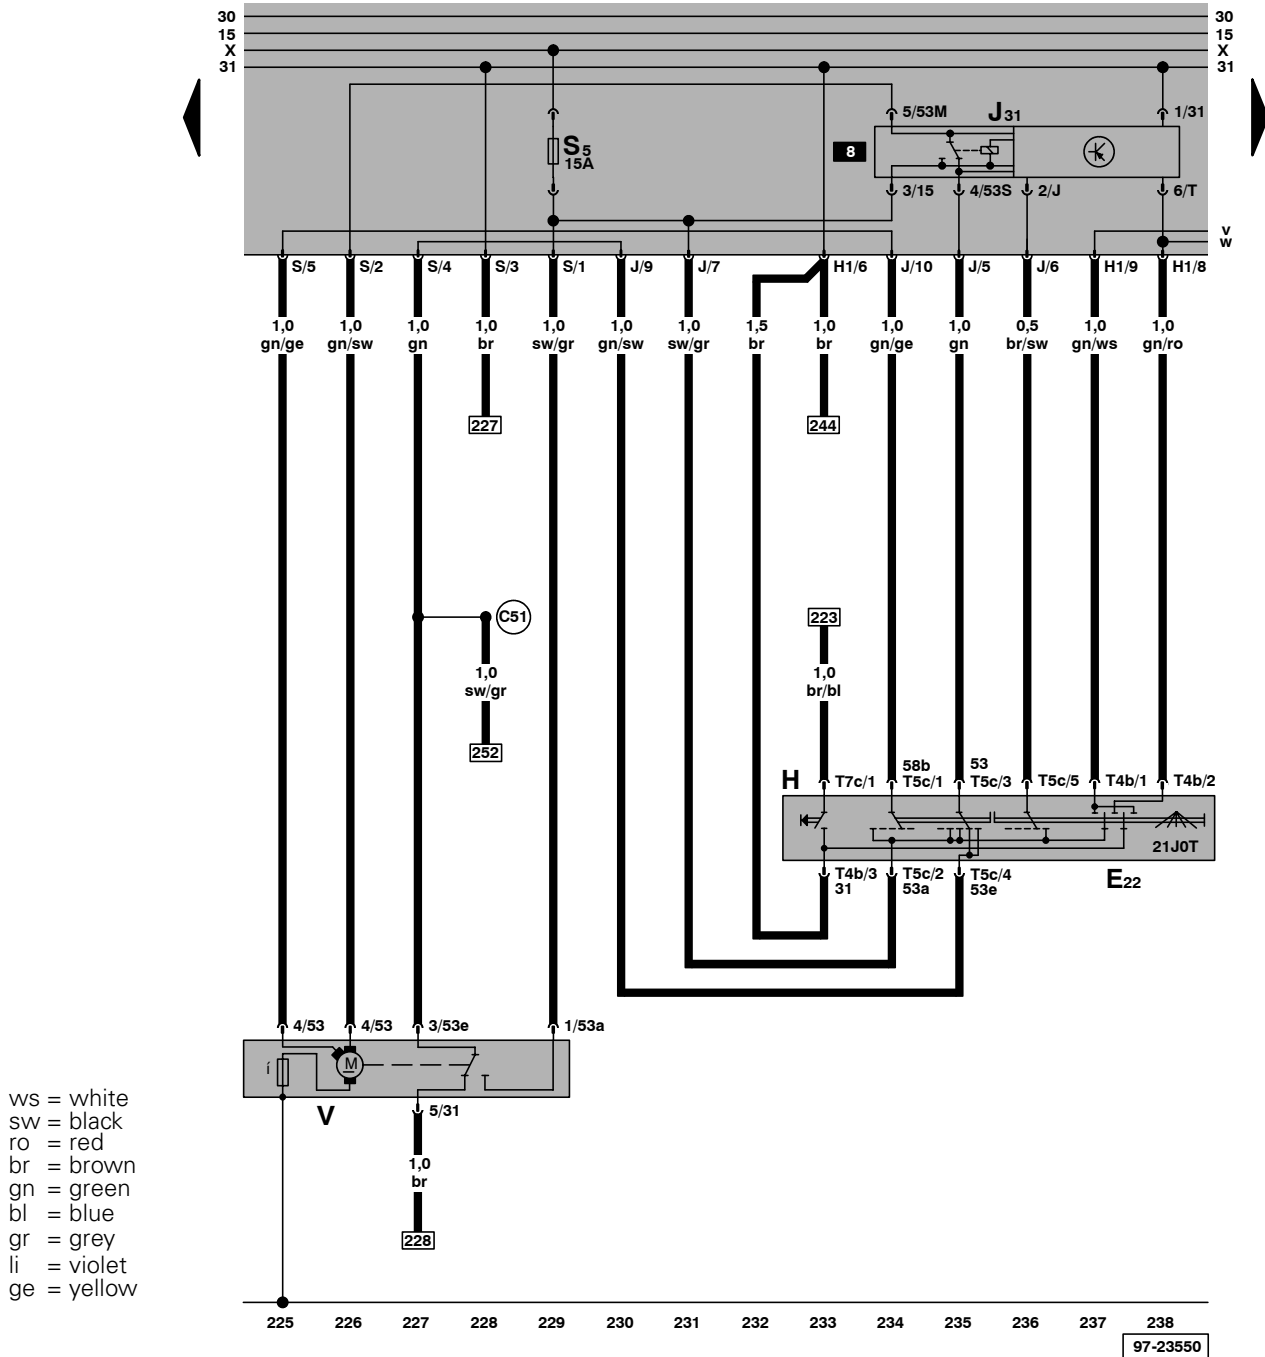 30 30
15 15
X X
31 31
5/53M J31 1/31
S5
15A
8
3/15 4/53S 2/J 6/T
v
w
S/5 S/2 S/4 S/3 S/1 J/9 J/7 H1/6 J/10 J/5 J/6 H1/9 H1/8
1,0 1,0 1,0 1,0 1,0 1,0 1,0 1,5 1,0 1,0 1,0 0,5 1,0 1,0
gn/ge gn/sw gn br sw/gr gn/sw sw/gr br br gn/ge gn br/sw gn/ws gn/ro
227 244
C51 223
1,0 1,0
sw/gr br/bl
252
58b 53
H T7c/1 T5c/1 T5c/3 T5c/5 T4b/1 T4b/2
21J0T
T4b/3 T5c/2 T5c/4 E22
31 53a 53e
4/53 4/53 3/53e 1/53a
í M
V 5/31
1,0
br
228
ws = white
sw = black
ro = red
br = brown
gn = green
bl = blue
gr = grey
li = violet
ge = yellow
225 226 227 228 229 230 231 232 233 234 235 236 237 238
97-23550